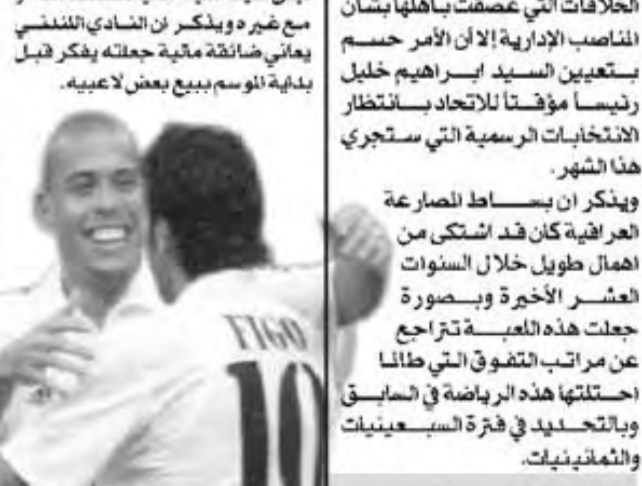 الخلافات التي عصفت بأهلها بشأن
المناصب الإدارية إلا أن الأمر حسم
بتعيين السيد ابراهيم خليل
رئيساً مؤقتاً للاتحاد بانتظار
الانتخابات الرسمية التي ستجري
هذا الشهر.
ويذكر ان بساط المصارعة
العراقية كان قد اشتكى من
اهمال طويل خلال السنوات
العشر الأخيرة وبصورة
جعلت هذه اللعبة تتراجع
عن مراتب التفوق التي طالما
احتلتها هذه الرياضة في السابق
وبالتحديد في فترة السبعينيات
والثمانينيات.
مع غيره ويذكر ان النادي اللندني
يعاني ضائقة مالية جعلته يفكر قبل
بداية الموسم ببيع بعض لاعبيه.
FIGO
10